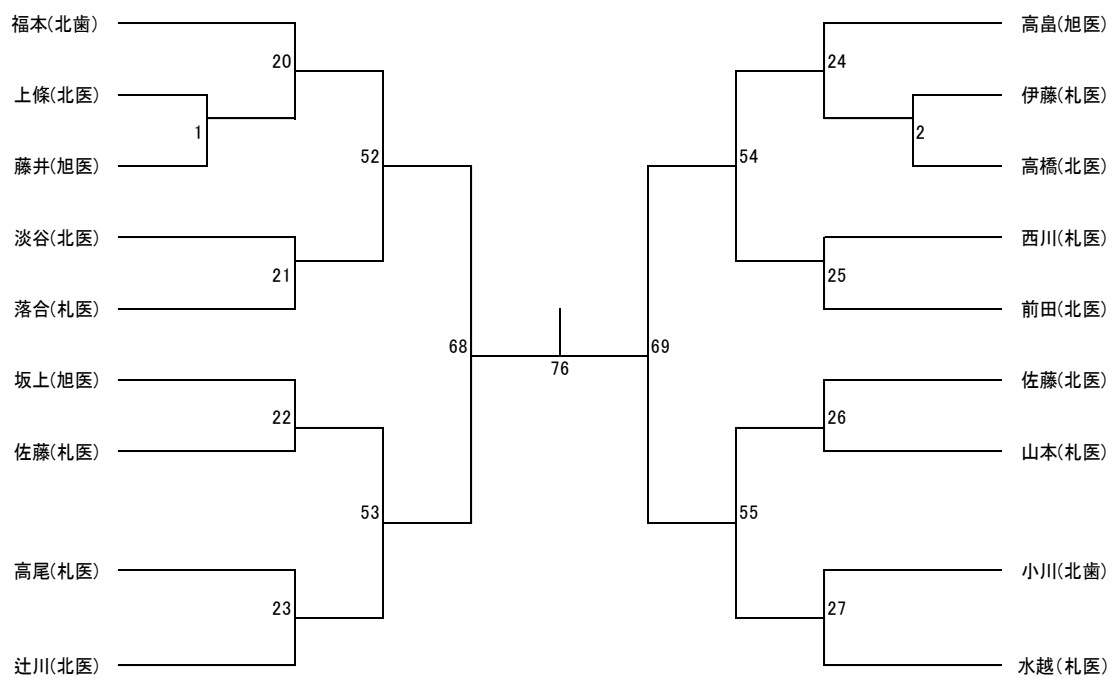 福本(北歯)
20
上條(北医)
1
藤井(旭医)
52
淡谷(北医)
21
落合(札医)
68
坂上(旭医)
22
佐藤(札医)
53
高尾(札医)
23
辻川(北医)
76
高畠(旭医)
24
伊藤(札医)
2
高橋(北医)
54
西川(札医)
25
前田(北医)
69
佐藤(北医)
26
山本(札医)
55
小川(北歯)
27
水越(札医)